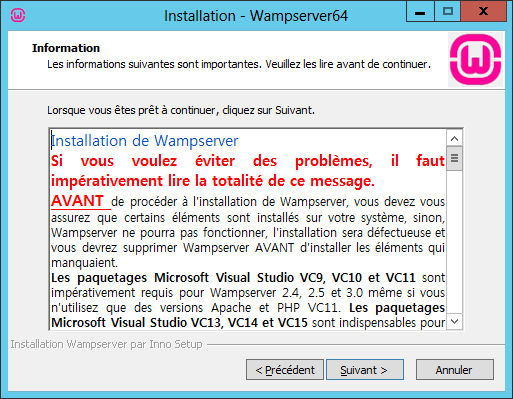 Installation - Wampserver64
Information
Les informations suivantes sont importantes. Veuillez les lire avant de continuer.
Lorsque vous êtes prêt à continuer, cliquez sur Suivant.
Installation de Wampserver
Si vous voulez éviter des problèmes, il faut
impérativement lire la totalité de ce message.
AVANT de procéder à l'installation de Wampserver, vous devez vous
assurez que certains éléments sont installés sur votre système, sinon,
Wampserver ne pourra pas fonctionner, l'installation sera défectueuse et
vous devrez supprimer Wampserver AVANT d'installer les éléments qui
manquaient.
Les paquetages Microsoft Visual Studio VC9, VC10 et VC11 sont
impérativement requis pour Wampserver 2.4, 2.5 et 3.0 même si vous
n'utilisez que des versions Apache et PHP VC11. Les paquetages
Microsoft Visual Studio VC13, VC14 et VC15 sont indispensables pour
Installation Wampserver par Inno Setup
< Précédent
Suivant >
Annuler